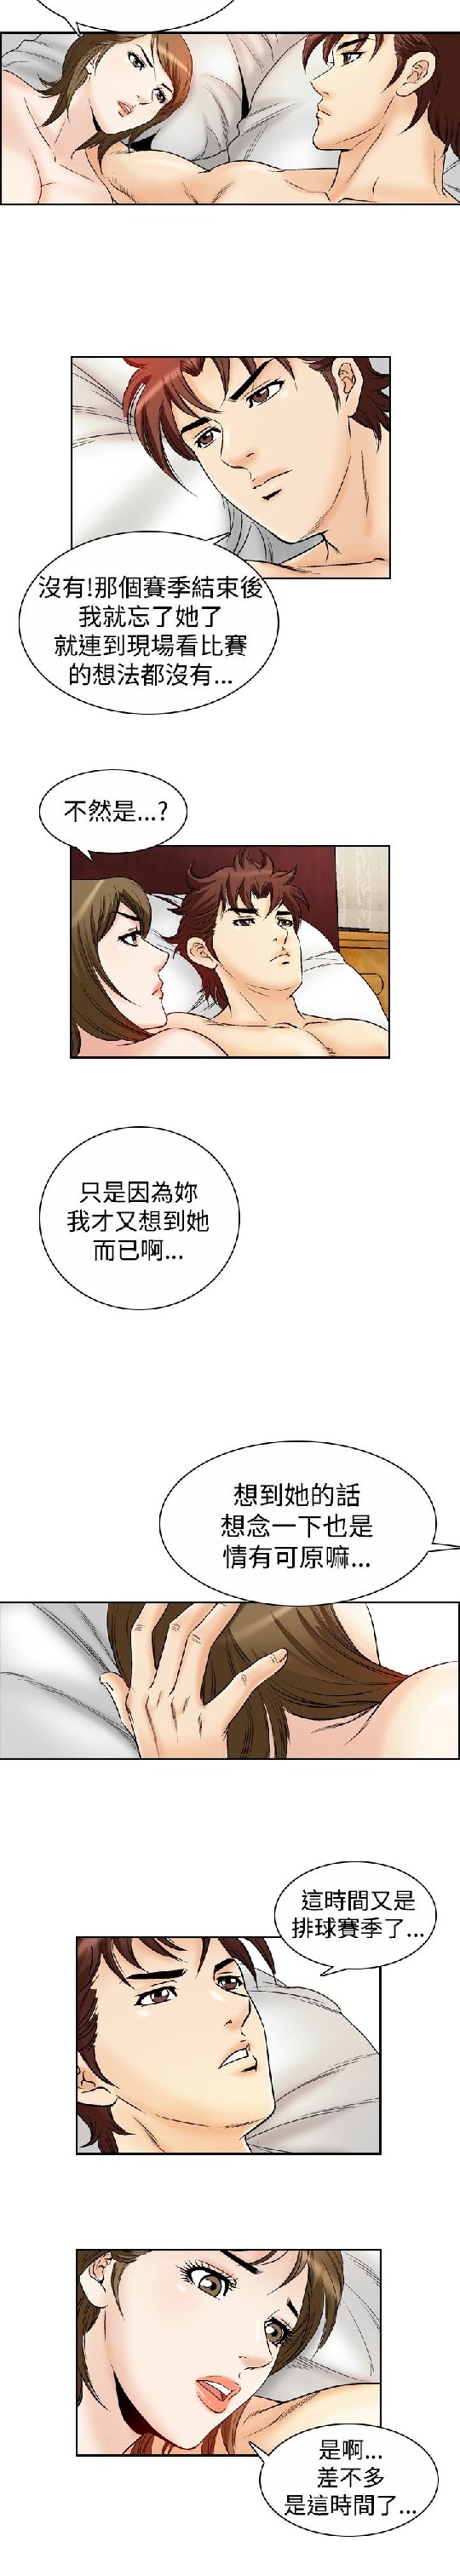 沒有!那個賽季結束後
我就忘了她了
就連到現場看比賽
的想法都沒有...
不然是...?
只是因為妳
我才又想到她
而已啊...
想到她的話
想念一下也是
情有可原嘛...
這時間又是
排球賽季了...
是啊...
差不多
是這時間了...